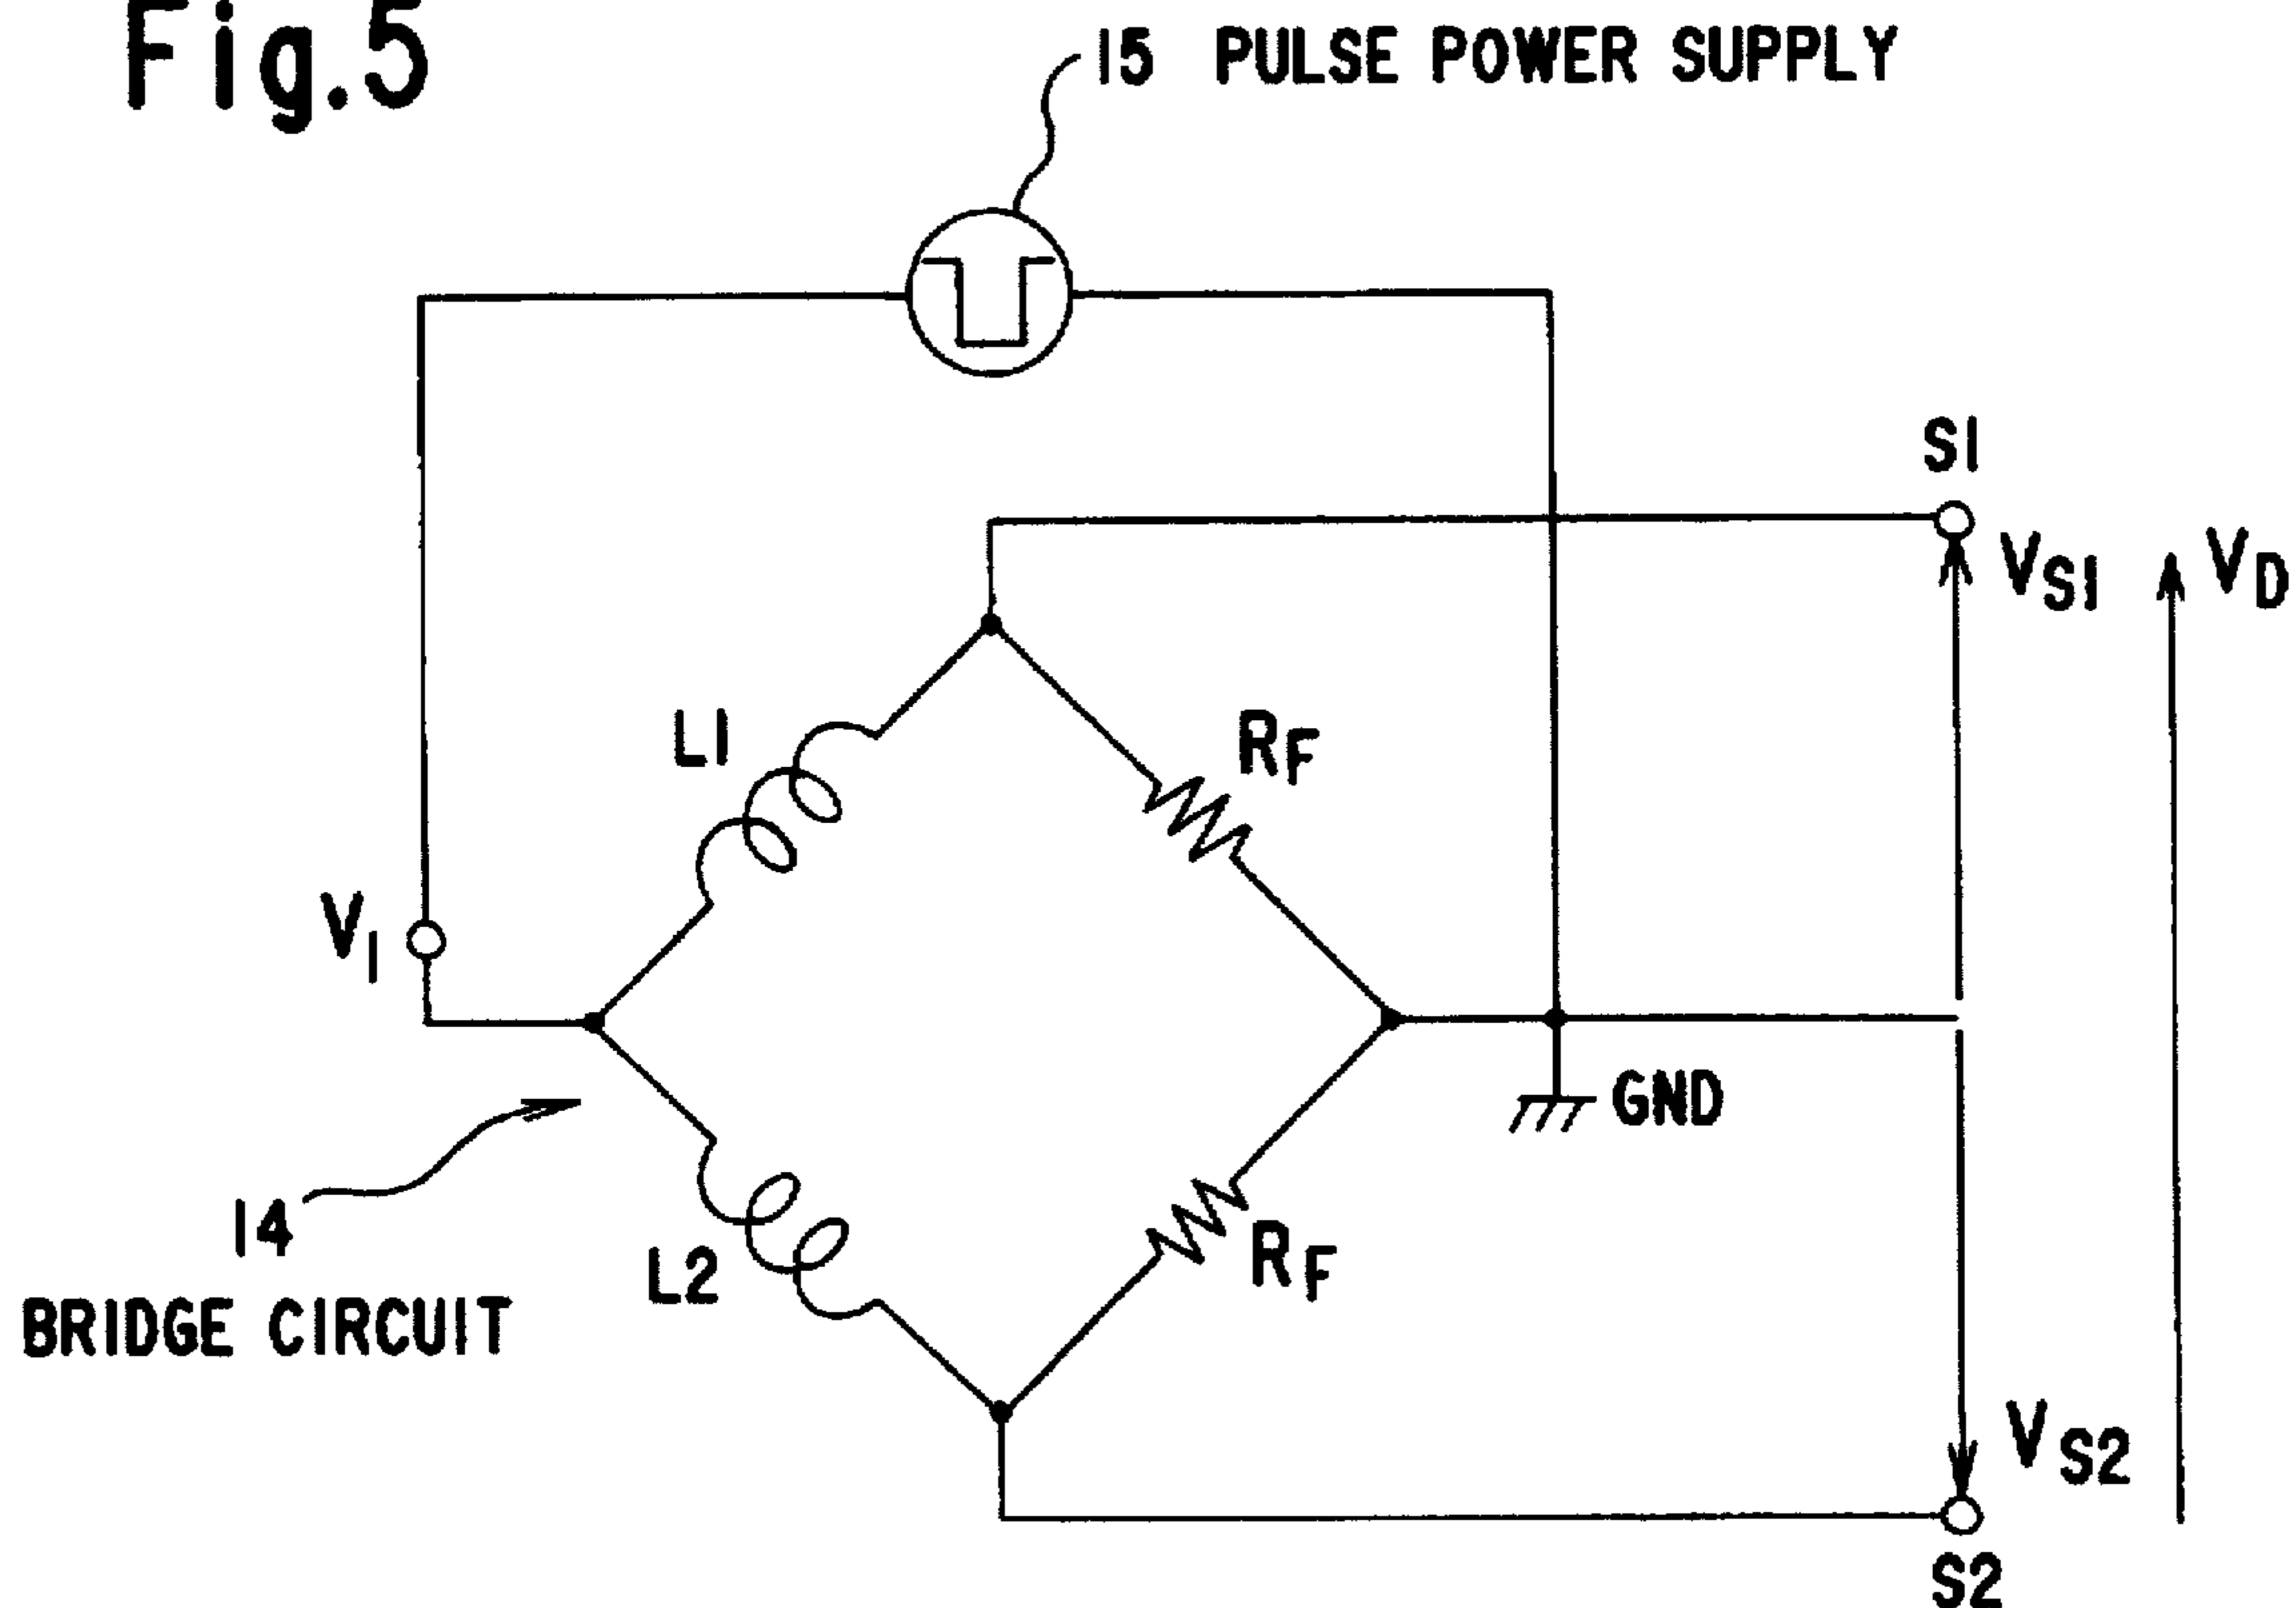 Fig.5
15 PULSE POWER SUPPLY
S1
VS1
VD
L1
RF
V1
GND
14
BRIDGE CIRCUIT
L2
RF
VS2
S2